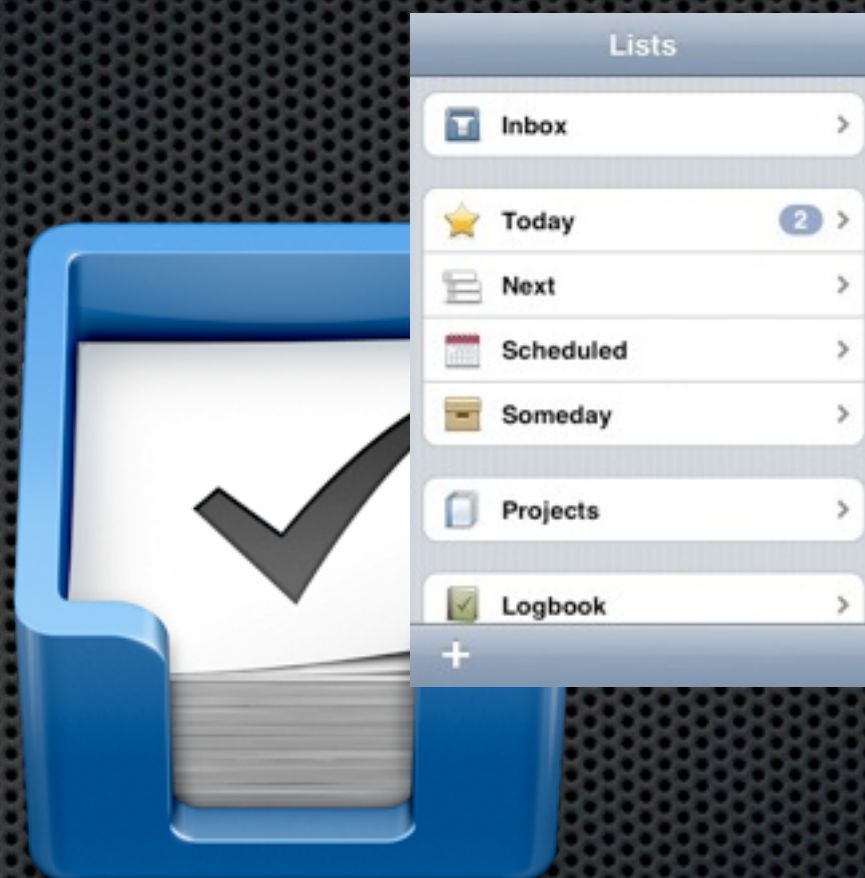 Lists
Inbox
Today 2
Next
Scheduled
Someday
Projects
Logbook
+